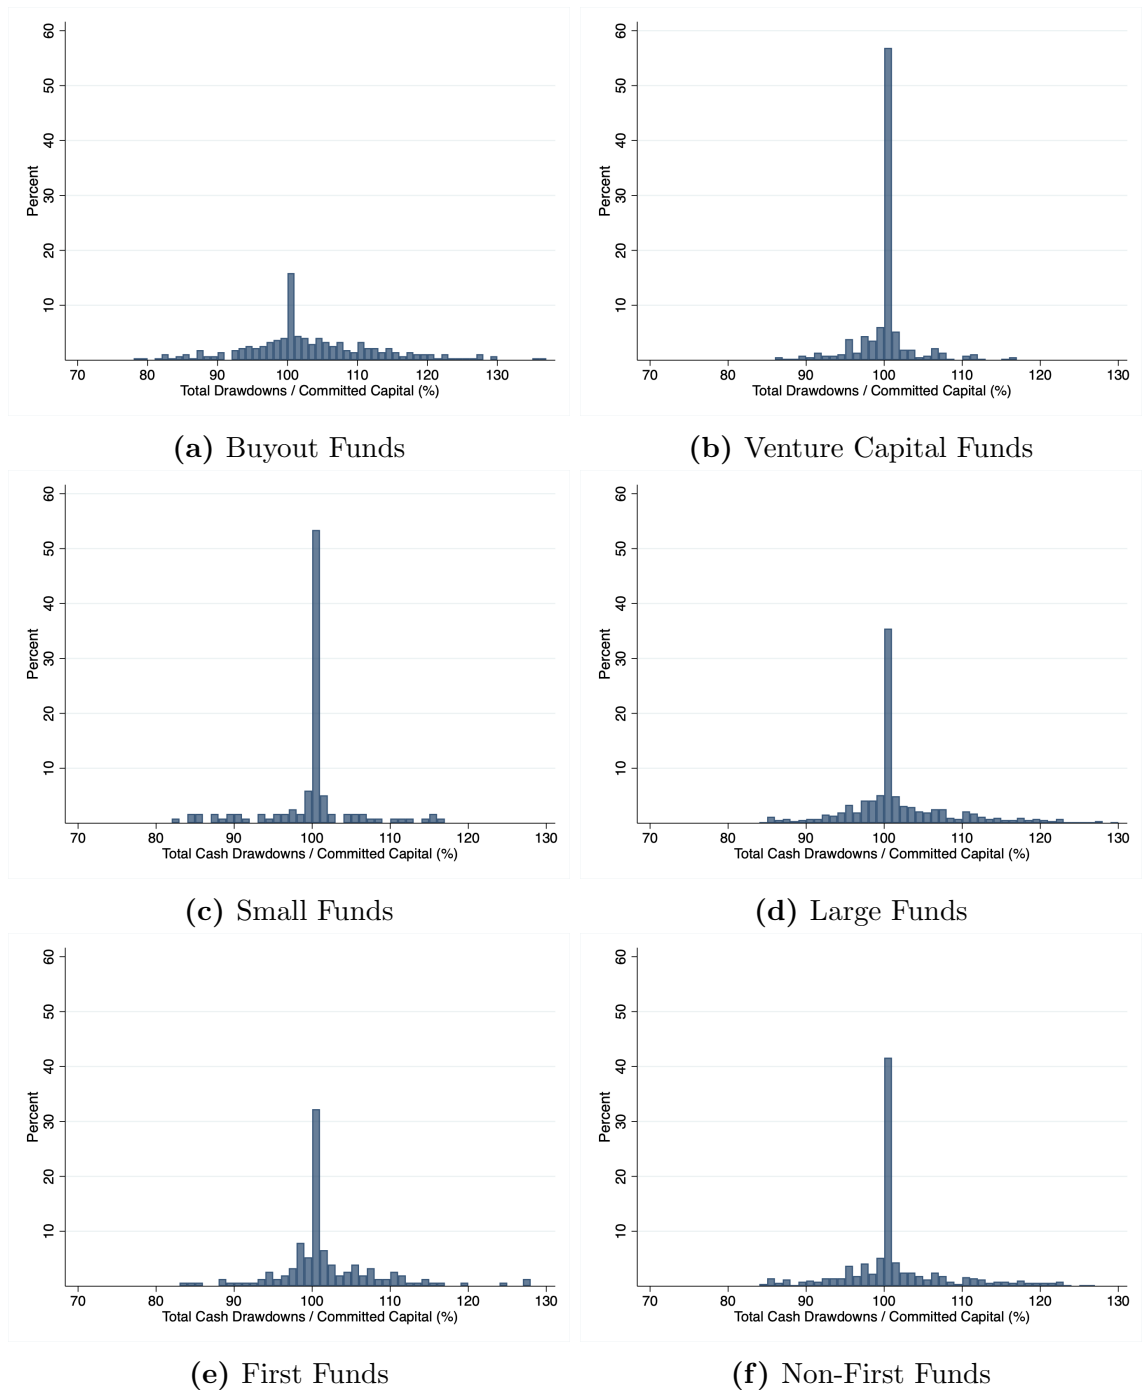 60
50
40
30
20
10
Percent
70 80 90 100 110 120 130
Total Drawdowns / Committed Capital (%)
(a) Buyout Funds
60
50
40
30
20
10
Percent
70 80 90 100 110 120 130
Total Drawdowns / Committed Capital (%)
(b) Venture Capital Funds
60
50
40
30
20
10
Percent
70 80 90 100 110 120 130
Total Cash Drawdowns / Committed Capital (%)
(c) Small Funds
60
50
40
30
20
10
Percent
70 80 90 100 110 120 130
Total Cash Drawdowns / Committed Capital (%)
(d) Large Funds
60
50
40
30
20
10
Percent
70 80 90 100 110 120 130
Total Cash Drawdowns / Committed Capital (%)
(e) First Funds
60
50
40
30
20
10
Percent
70 80 90 100 110 120 130
Total Cash Drawdowns / Committed Capital (%)
(f) Non-First Funds